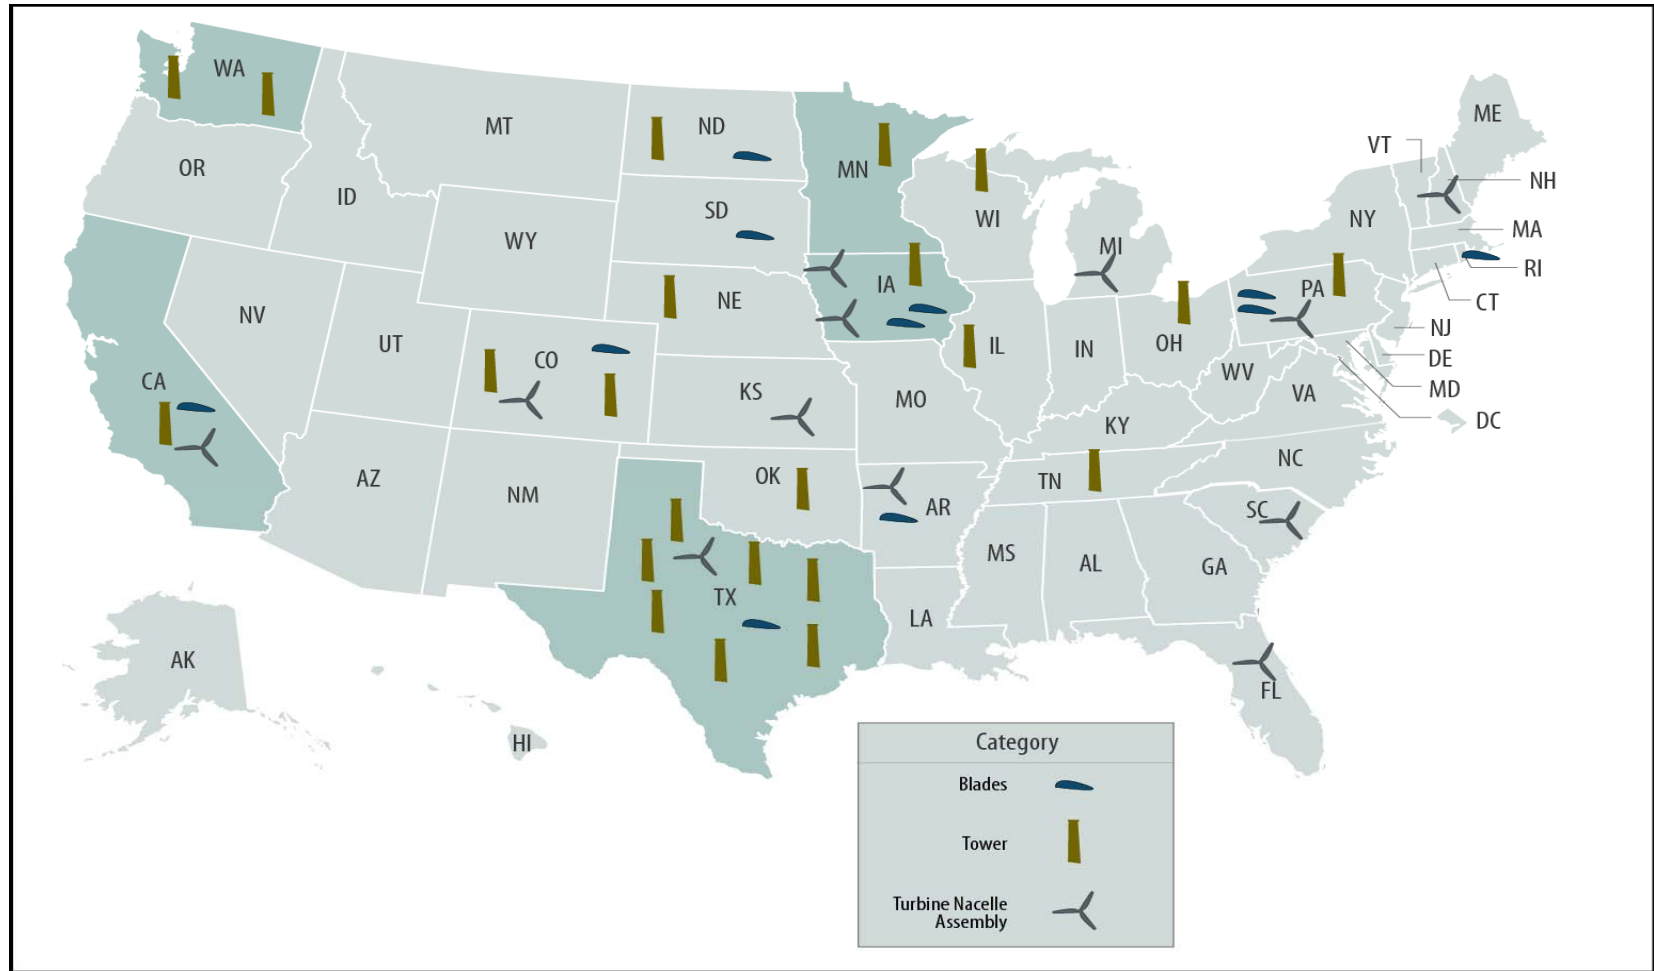 WA
MT
ND
MN
ME
VT
OR
ID
SD
WI
NH
NY
MI
MA
WY
RI
IA
PA
CT
NE
NV
NJ
UT
CO
IL
IN
OH
DE
WV
CA
KS
MO
VA
MD
KY
DC
AZ
NM
OK
TN
NC
AR
SC
MS
AL
GA
TX
LA
AK
FL
HI
Category
Blades
Tower
Turbine Nacelle
Assembly